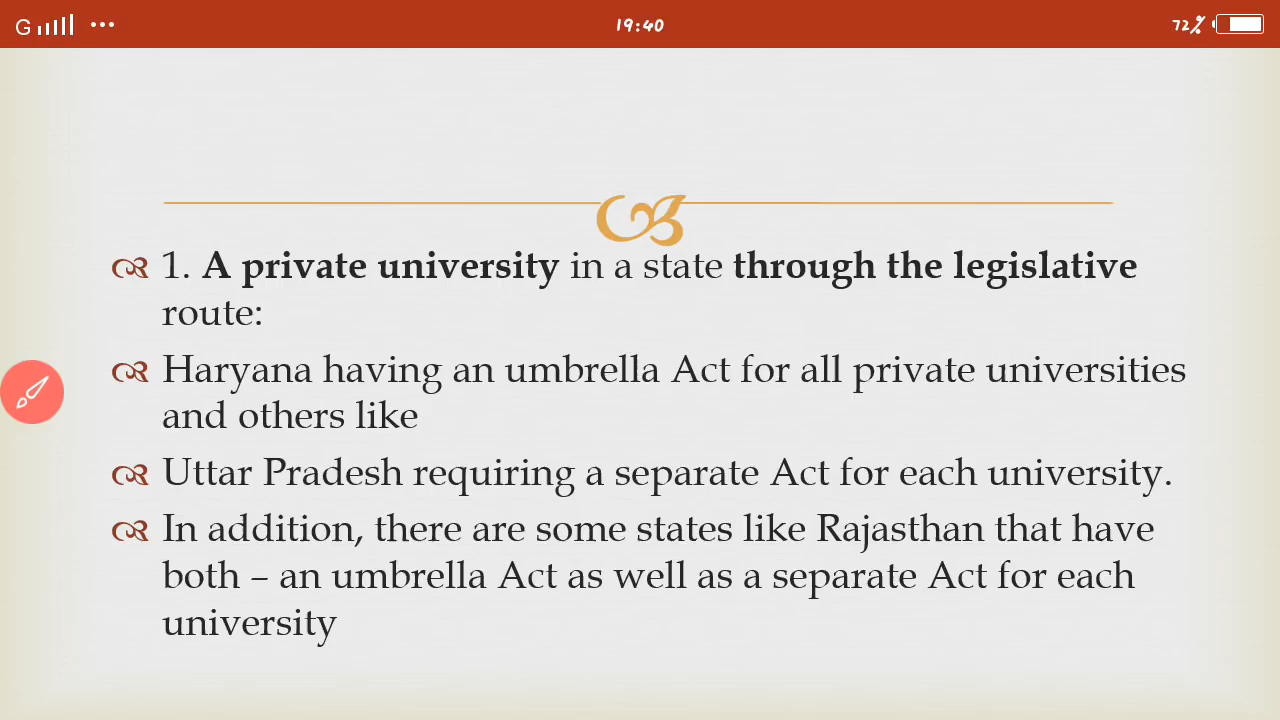 G
19:40
72%
1. A private university in a state through the legislative
route:
Haryana having an umbrella Act for all private universities
and others like
Uttar Pradesh requiring a separate Act for each university.
In addition, there are some states like Rajasthan that have
both – an umbrella Act as well as a separate Act for each
university